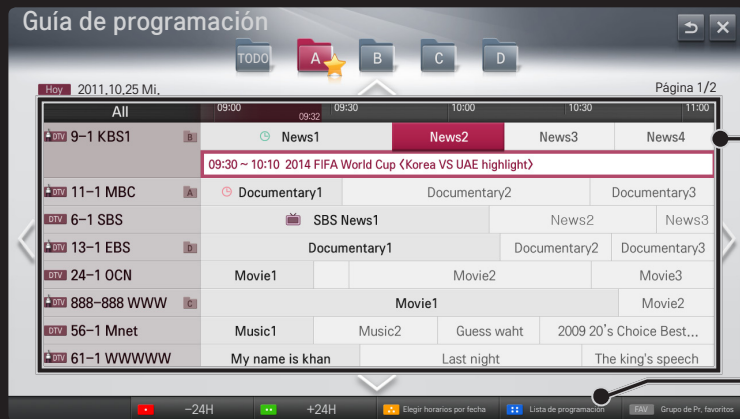 Guía de programación
TODO A B C D
Hoy 2011.10.25 Mi. Página 1/2
All 09:00 09:32 09:30 10:00 10:30 11:00
DTV 9-1 KBS1 B News1 News2 News3 News4
09:30 ~ 10:10 2014 FIFA World Cup 〈Korea VS UAE highlight〉
DTV 11-1 MBC A Documentary1 Documentary2 Documentary3
DTV 6-1 SBS SBS News1 News2 News3
DTV 13-1 EBS D Documentary1 Documentary2 Documentary3
DTV 24-1 OCN Movie1 Movie2 Movie3
DTV 888-888 WWW C Movie1 Movie2
DTV 56-1 Mnet Music1 Music2 Guess waht 2009 20's Choice Best...
DTV 61-1 WWWWW My name is khan Last night The king's speech
-24H +24H Elegir horarios por fecha Lista de programación FAV Grupo de Pr, favoritos